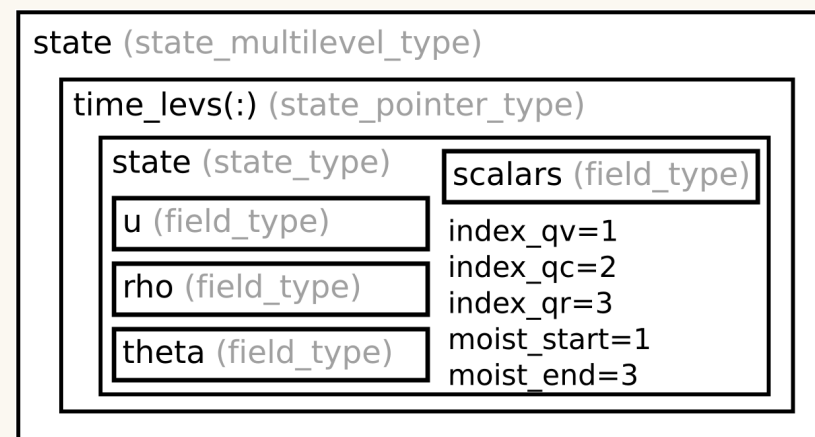 state (state_multilevel_type)
time_levs(:) (state_pointer_type)
state (state_type)
u (field_type)
rho (field_type)
theta (field_type)
scalars (field_type)
index_qv=1
index_qc=2
index_qr=3
moist_start=1
moist_end=3